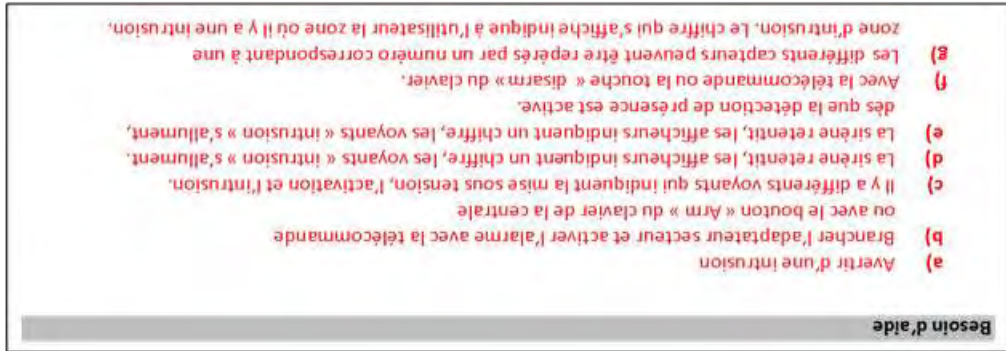 Besoin d'aide
a) Avertir d'une intrusion
b) Brancher l'adaptateur secteur et activer l'alarme avec la télécommande
ou avec le bouton « Arm » du clavier de la centrale
c) Il y a différents voyants qui indiquent la mise sous tension, l'activation et l'intrusion.
d) La sirène retentit, les afficheurs indiquent un chiffre, les voyants « intrusion » s'allument.
e) La sirène retentit, les afficheurs indiquent un chiffre, les voyants « intrusion » s'allument,
dès que la détection de présence est active.
f) Avec la télécommande ou la touche « disarm » du clavier.
g) Les différents capteurs peuvent être repérés par un numéro correspondant à une
zone d'intrusion. Le chiffre qui s'affiche indique à l'utilisateur la zone où il y a une intrusion.